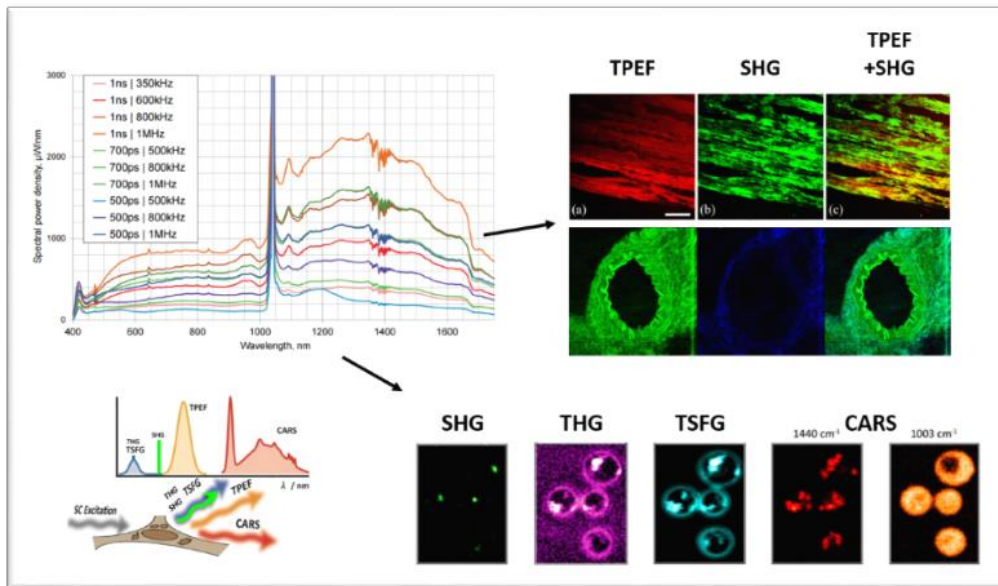 3000
2000
1000
0
Spectral power density, µW/nm
1ns | 350kHz
1ns | 600kHz
1ns | 800kHz
1ns | 1MHz
700ps | 500kHz
700ps | 800kHz
700ps | 1MHz
500ps | 500kHz
500ps | 800kHz
500ps | 1MHz
400 600 800 1000 1200 1400 1600
Wavelength, nm
TPEF SHG TPEF
+SHG
(a) (b) (c)
THG
TSFG
SHG
TPEF
CARS
λ / nm
SC Excitation
THG
TSFG
SHG
TPEF
CARS
SHG THG TSFG CARS
1440 cm⁻¹ 1003 cm⁻¹